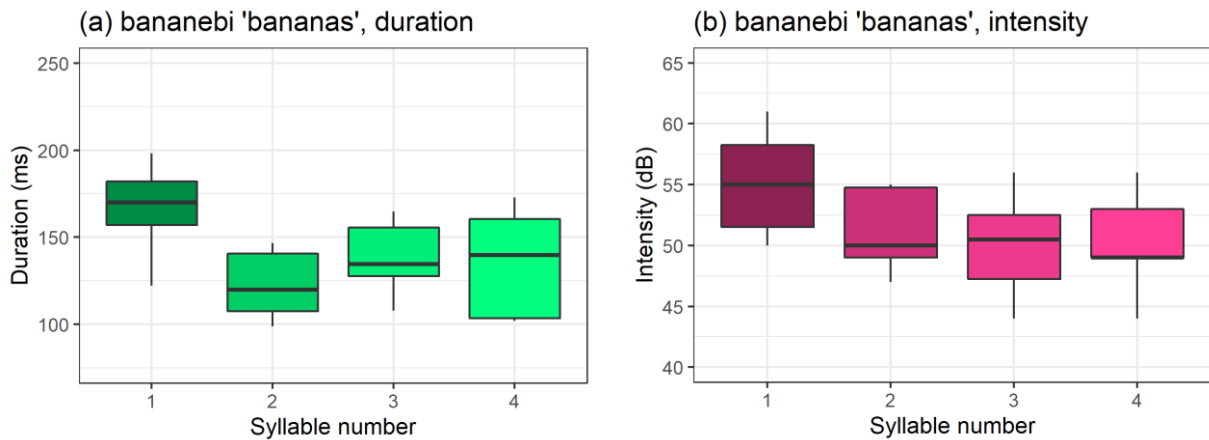 (a) bananebi 'bananas', duration
250
200
150
100
Duration (ms)
1 2 3 4
Syllable number
(b) bananebi 'bananas', intensity
65
60
55
50
45
40
Intensity (dB)
1 2 3 4
Syllable number